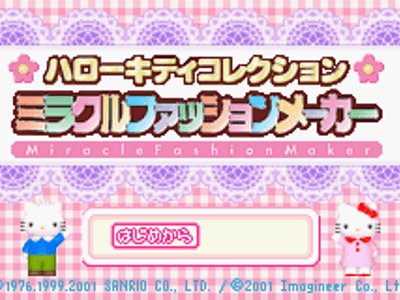 ハローキティコレクション
ミラクルファッションメーカー
MiracleFashionMaker
はじめから
©1976.1999.2001 SANRIO CO., LTD. / ©2001 Imagineer Co., Lt